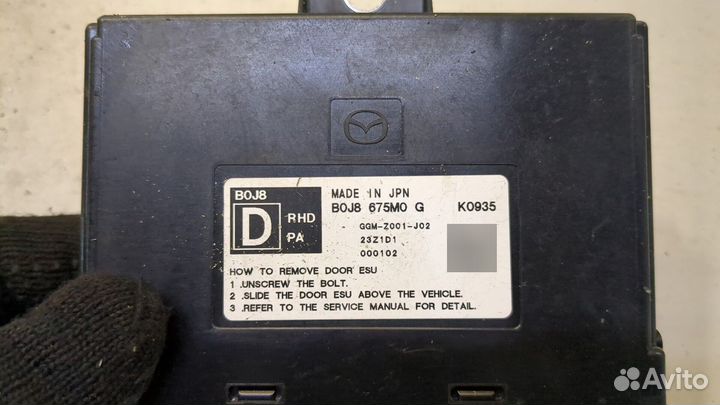 B0J8
D
RHD
PA
MADE IN JPN
B0J8 675M0 G K0935
GGM-Z001-J02
23Z1D1
000102
HOW TO REMOVE DOOR ESU
1 .UNSCREW THE BOLT.
2 .SLIDE THE DOOR ESU ABOVE THE VEHICLE.
3 .REFER TO THE SERVICE MANUAL FOR DETAIL.
Avito